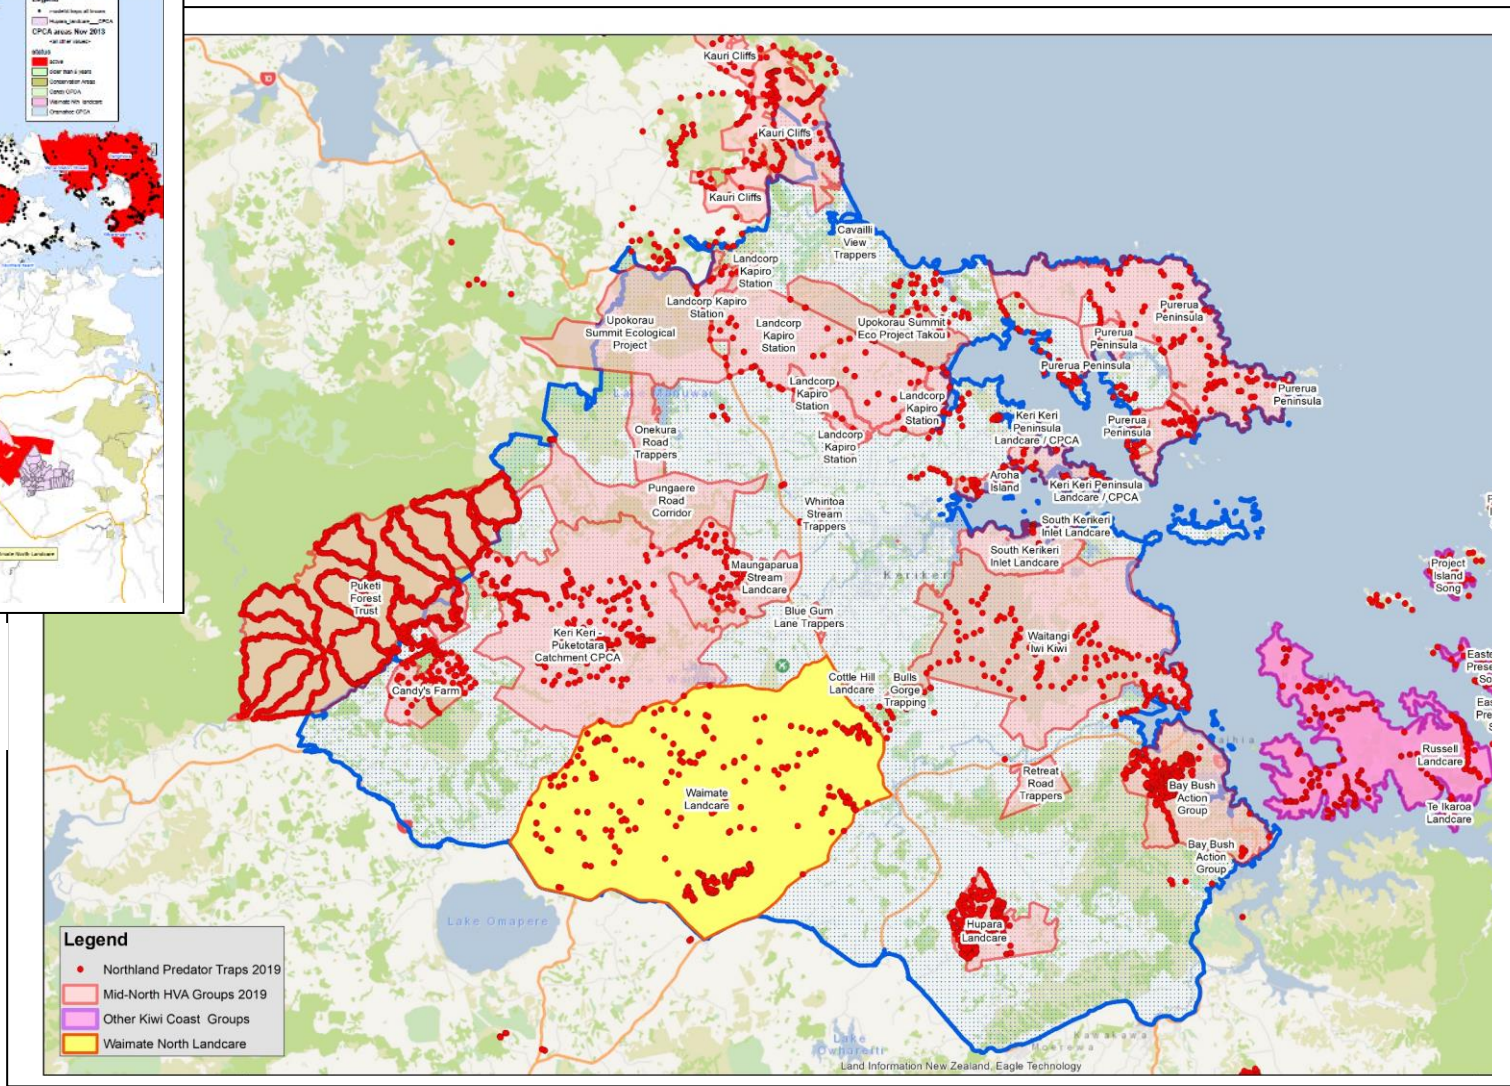 CPCA areas Nov 2013
status
active
Kauri Cliffs
Kauri Cliffs
Kauri Cliffs
Cavailli
View
Trappers
Landcorp
Kapiro
Station
Landcorp Kapiro
Station
Upokorau
Summit Ecological
Project
Landcorp
Kapiro
Station
Upokorau Summit
Eco Project Takou
Purerua
Peninsula
Purerua
Peninsula
Purerua Peninsula
Purerua
Peninsula
Landcorp
Kapiro
Station
Landcorp
Kapiro
Station
Purerua
Peninsula
Keri Keri
Peninsula
Landcare / CPCA
Onekura
Road
Trappers
Landcorp
Kapiro
Station
Aroha
Island
Keri Keri Peninsula
Landcare / CPCA
Pungaere
Road
Corridor
Whiritoa
Stream
Trappers
South Kerikeri
Inlet Landcare
South Kerikeri
Inlet Landcare
Maungaparua
Stream
Landcare
Project
Island
Song
Puketi
Forest
Trust
Blue Gum
Lane Trappers
Keri Keri -
Puketotara
Catchment CPCA
Waitangi
Iwi Kiwi
Candy's Farm
Cottle Hill
Landcare
Bulls
Gorge
Trapping
Russell
Landcare
Waimate
Landcare
Retreat
Road
Trappers
Bay Bush
Action
Group
Te Ikaroa
Landcare
Bay Bush
Action
Group
Lake Omapere
Hupara
Landcare
Legend
Northland Predator Traps 2019
Mid-North HVA Groups 2019
Other Kiwi Coast Groups
Waimate North Landcare
Land Information New Zealand, Eagle Technology